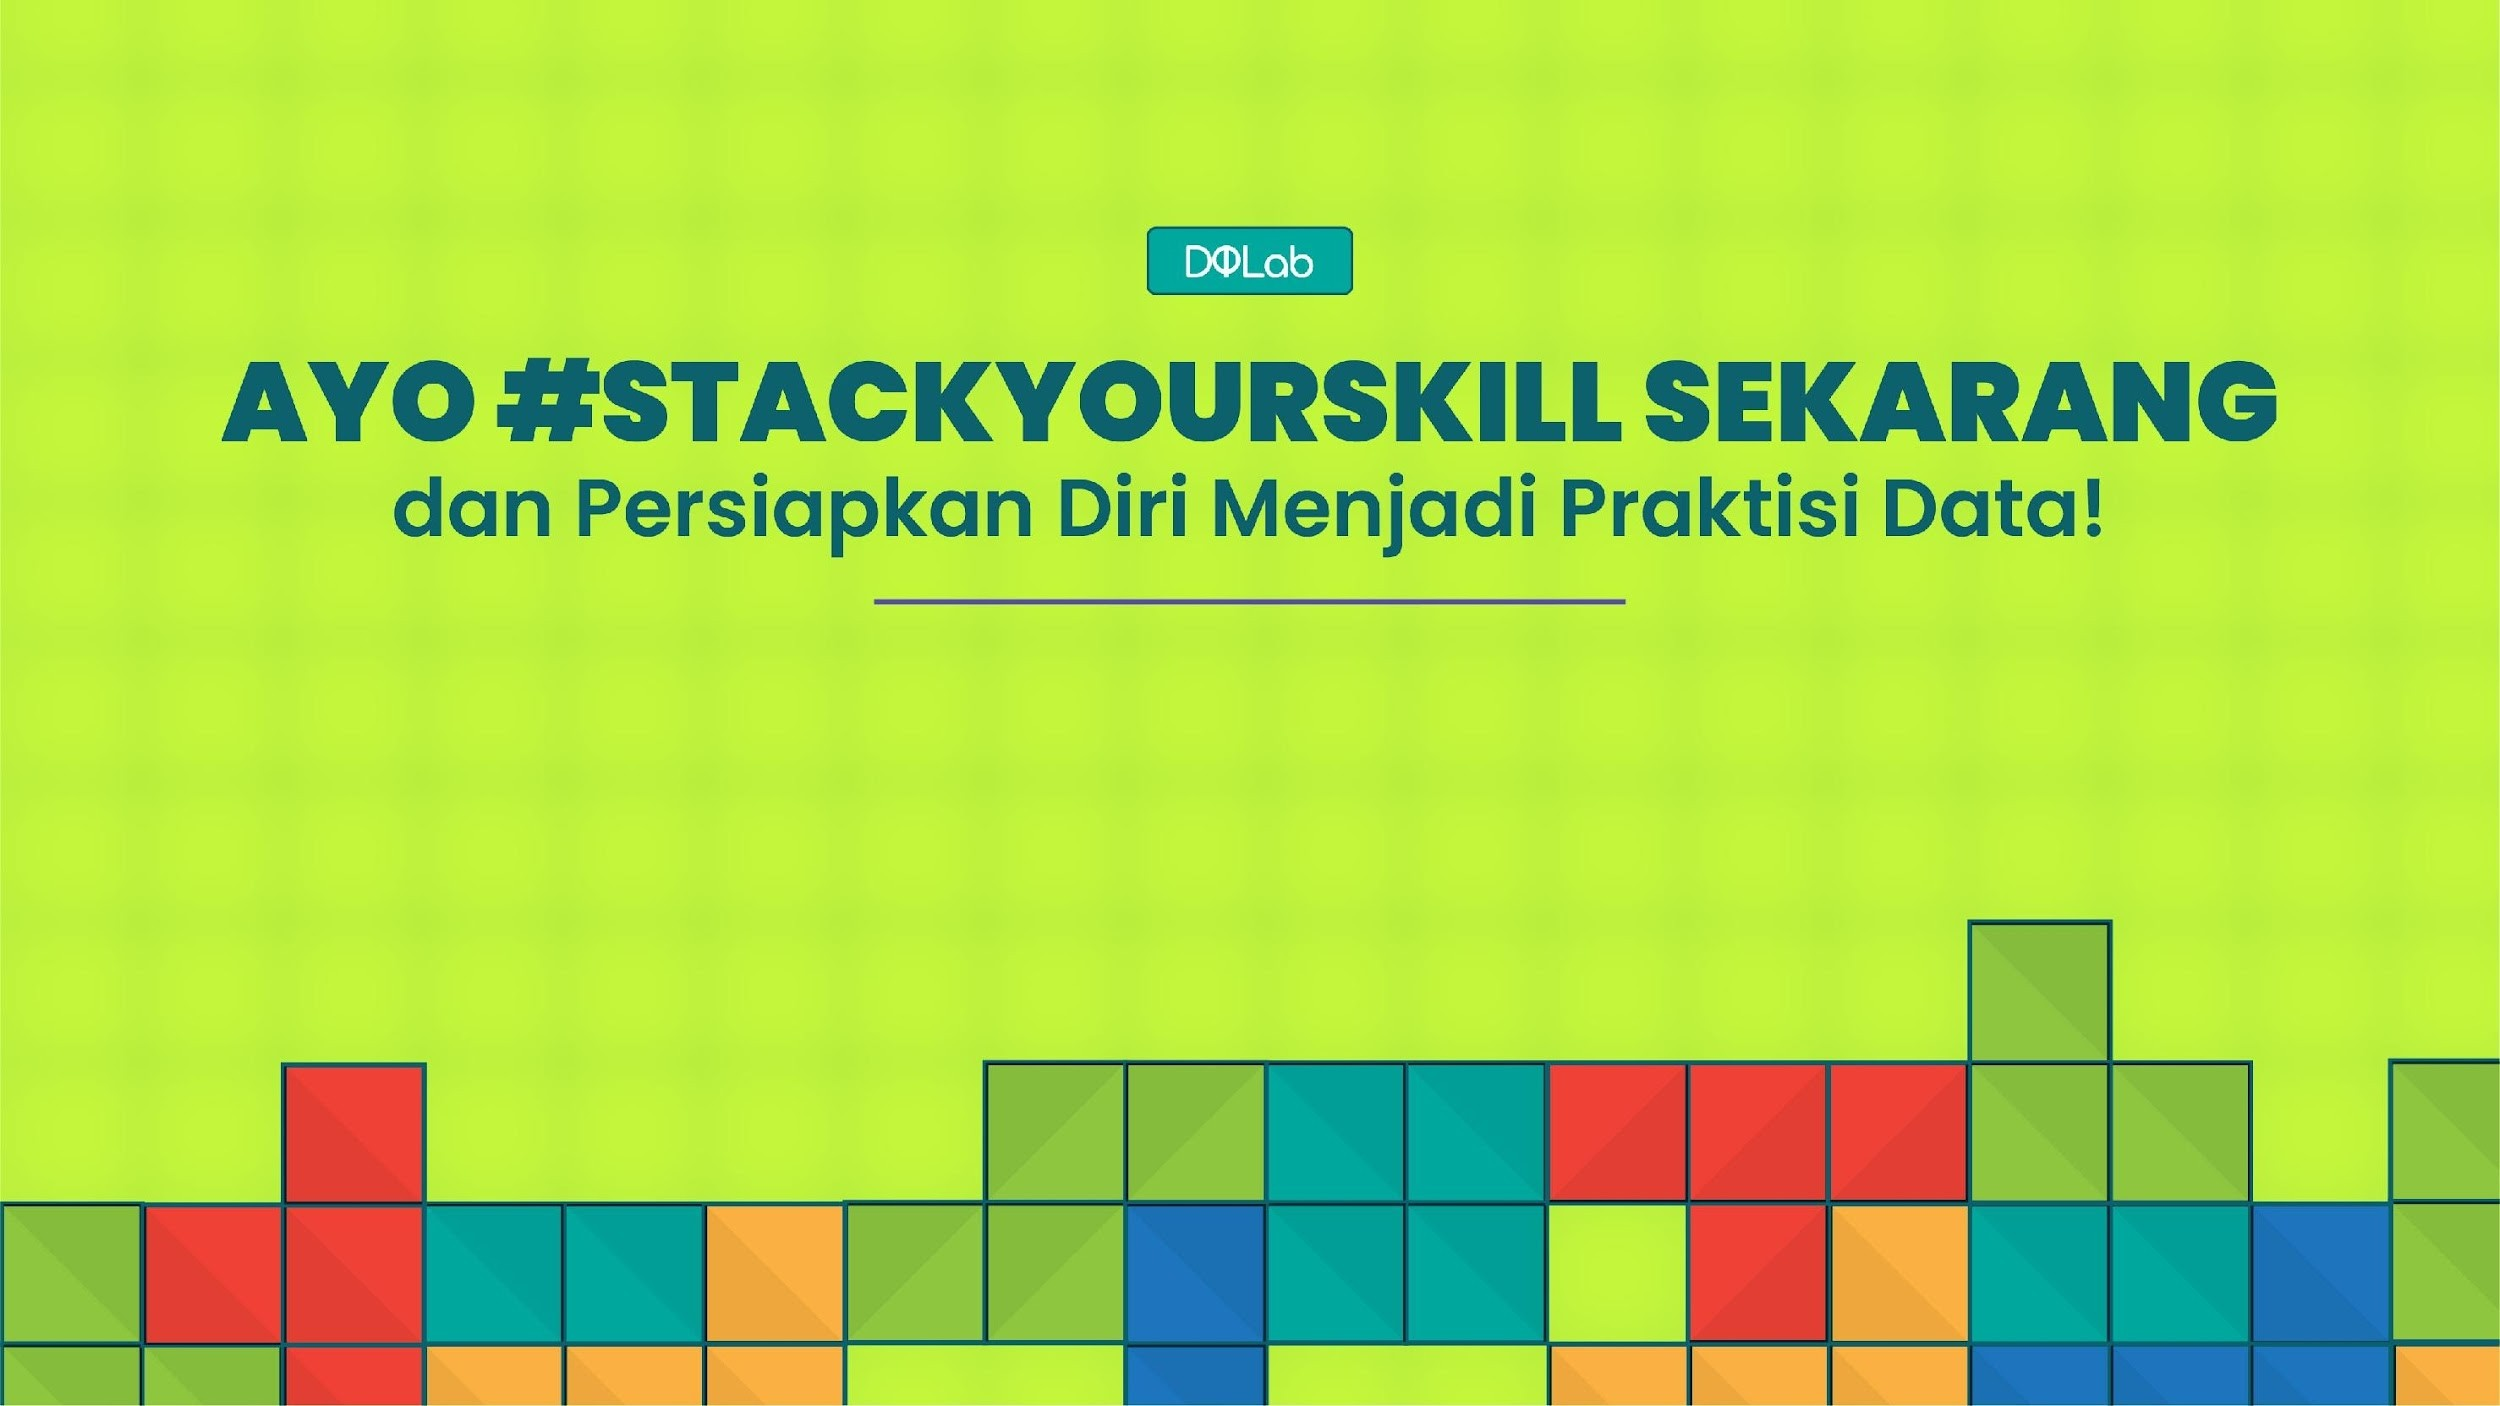 DQLab
AYO #STACKYOURSKILL SEKARANG
dan Persiapkan Diri Menjadi Praktisi Data!